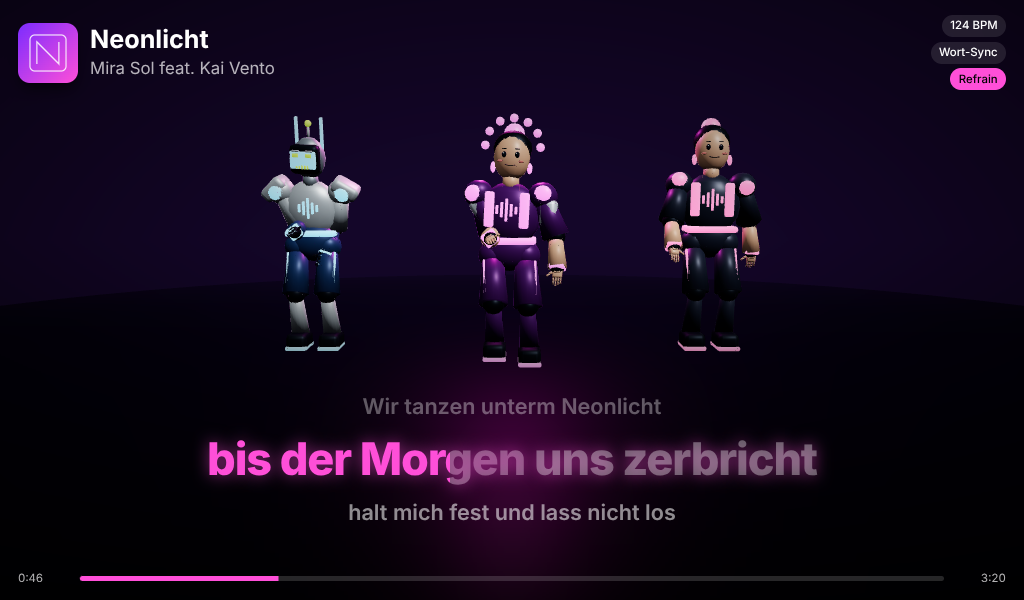 Neonlicht
Mira Sol feat. Kai Vento
124 BPM
Wort-Sync
Refrain
Wir tanzen unterm Neonlicht
bis der Morgen uns zerbricht
halt mich fest und lass nicht los
0:46
3:20